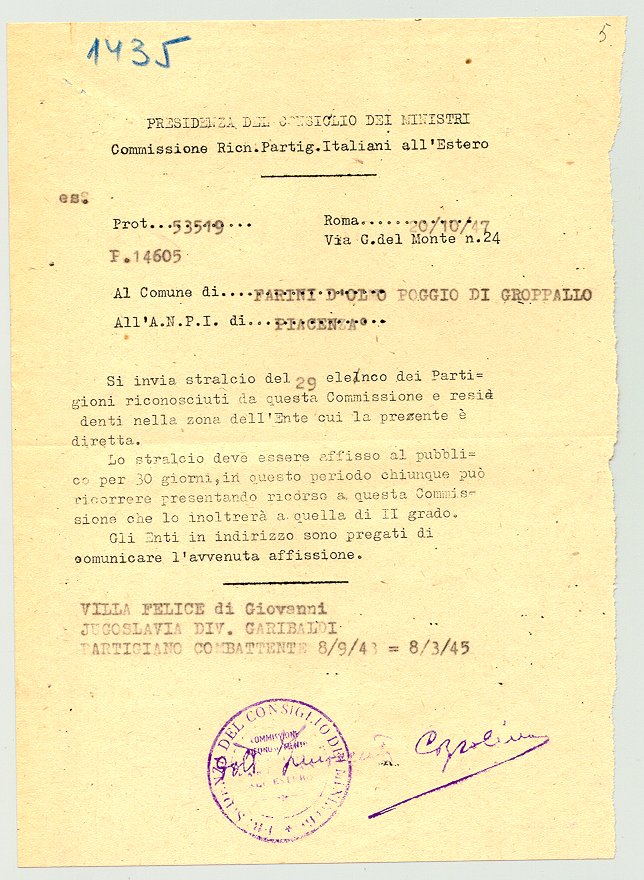 1435
5.
PRESIDENZA DEL CONSIGLIO DEI MINISTRI
Commissione Ricn.Partig.Italiani all'Estero
es.
Prot...53519.... Roma....20/10/47
Via G.del Monte n.24
P.14605
Al Comune di....FARINI D'OLMO POGGIO DI GROPPALLO
All'A.N.P.I. di...PIACENZA
Si invia stralcio del 29 elenco dei Parti=
gioni riconosciuti da questa Commissione e resid
denti nella zona dell'Ente cui la presente è
diretta.
Lo stralcio deve essere affisso al pubbli=
co per 30 giorni,in questo periodo chiunque può
ricorrere presentando ricorso a questa Commis=
sione che lo inoltrerà a quella di II grado.
Gli Enti in indirizzo sono pregati di
comunicare l'avvenuta affissione.
VILLA FELICE di Giovanni
JUGOSLAVIA DIV. GARIBALDI
PARTIGIANO COMBATTENTE 8/9/43 = 8/3/45
DEL CONSIGLIO DEI MINISTRI
COMMISSIONE
ESTERO